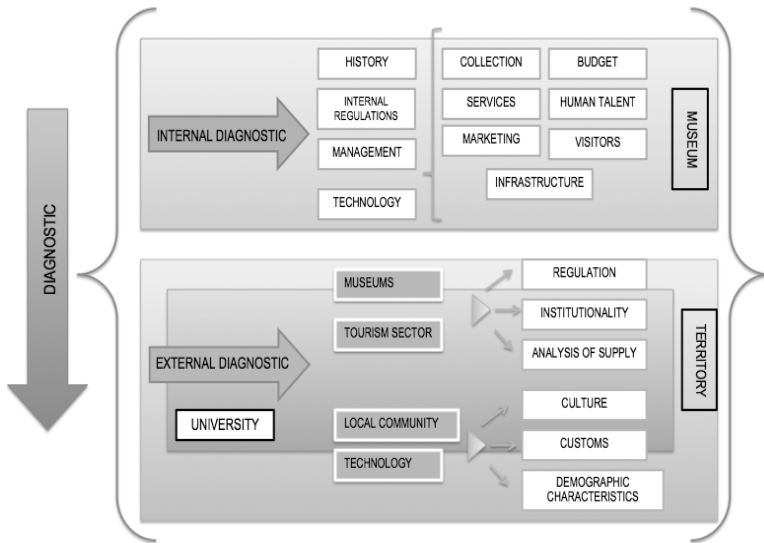 DIAGNOSTIC
INTERNAL DIAGNOSTIC
HISTORY
INTERNAL
REGULATIONS
MANAGEMENT
TECHNOLOGY
COLLECTION
BUDGET
SERVICES
HUMAN TALENT
MARKETING
VISITORS
INFRASTRUCTURE
MUSEUM
EXTERNAL DIAGNOSTIC
UNIVERSITY
MUSEUMS
TOURISM SECTOR
LOCAL COMMUNITY
TECHNOLOGY
REGULATION
INSTITUTIONALITY
ANALYSIS OF SUPPLY
CULTURE
CUSTOMS
DEMOGRAPHIC
CHARACTERISTICS
TERRITORY